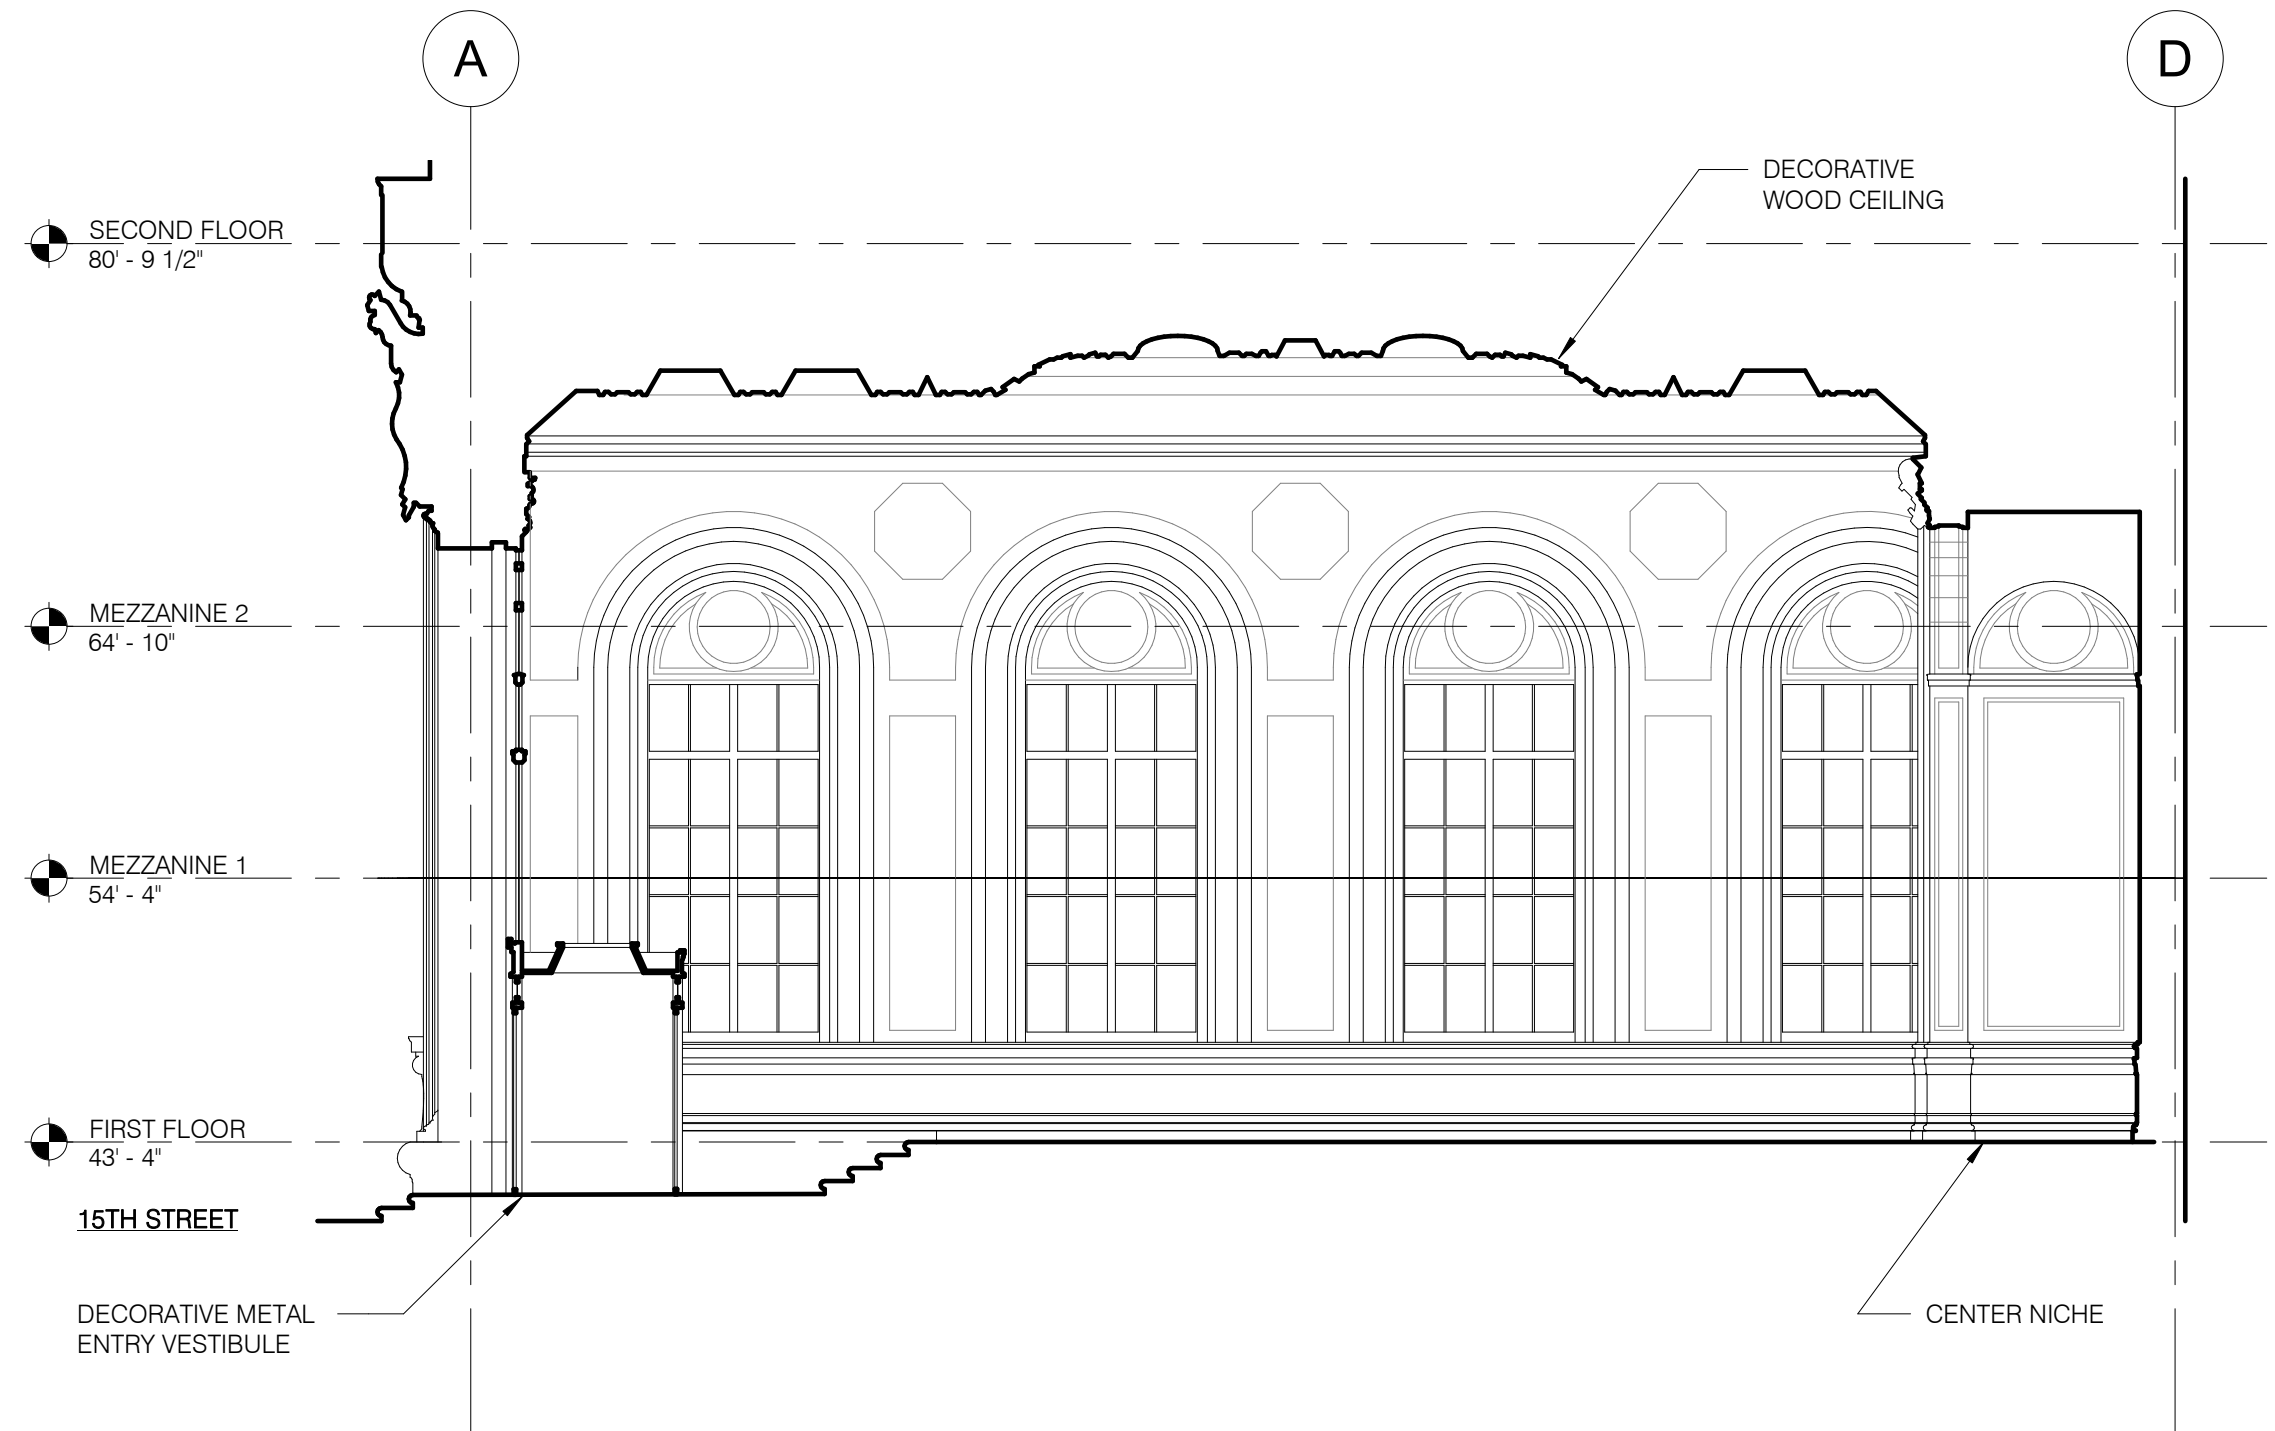 A
D
DECORATIVE
WOOD CEILING
SECOND FLOOR
80' - 9 1/2"
MEZZANINE 2
64' - 10"
MEZZANINE 1
54' - 4"
FIRST FLOOR
43' - 4"
15TH STREET
DECORATIVE METAL
ENTRY VESTIBULE
CENTER NICHE